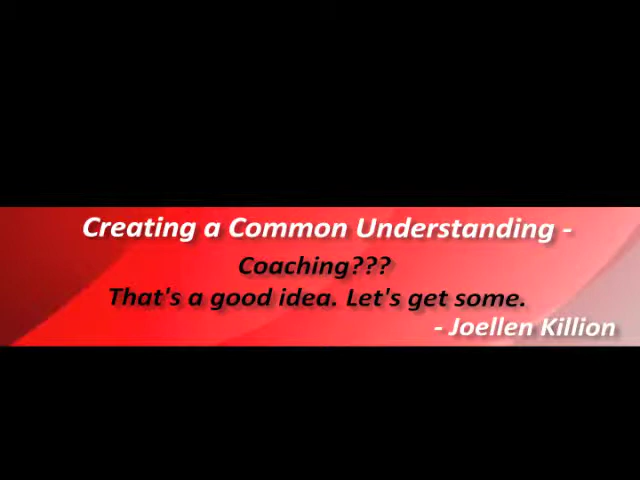 Creating a Common Understanding -
Coaching???
That's a good idea. Let's get some.
- Joellen Killion